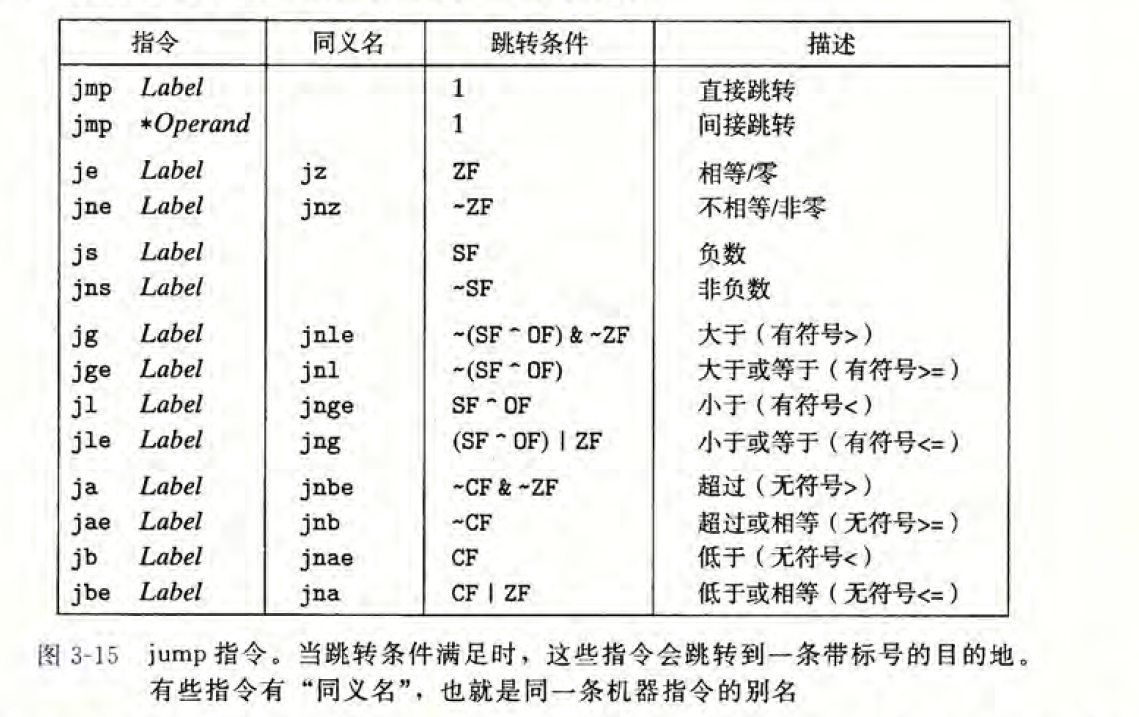 指令 同义名 跳转条件 描述
jmp Label 1 直接跳转
jmp *Operand 1 间接跳转
je Label jz ZF 相等/零
jne Label jnz ~ZF 不相等/非零
js Label SF 负数
jns Label ~SF 非负数
jg Label jnle ~(SF ^ OF) & ~ZF 大于（有符号>）
jge Label jnl ~(SF ^ OF) 大于或等于（有符号>=）
jl Label jnge SF ^ OF 小于（有符号<）
jle Label jng (SF ^ OF) | ZF 小于或等于（有符号<=）
ja Label jnbe ~CF & ~ZF 超过（无符号>）
jae Label jnb ~CF 超过或相等（无符号>=）
jb Label jnae CF 低于（无符号<）
jbe Label jna CF | ZF 低于或相等（无符号<=）
图 3-15 jump 指令。当跳转条件满足时，这些指令会跳转到一条带标号的目的地。
有些指令有“同义名”，也就是同一条机器指令的别名